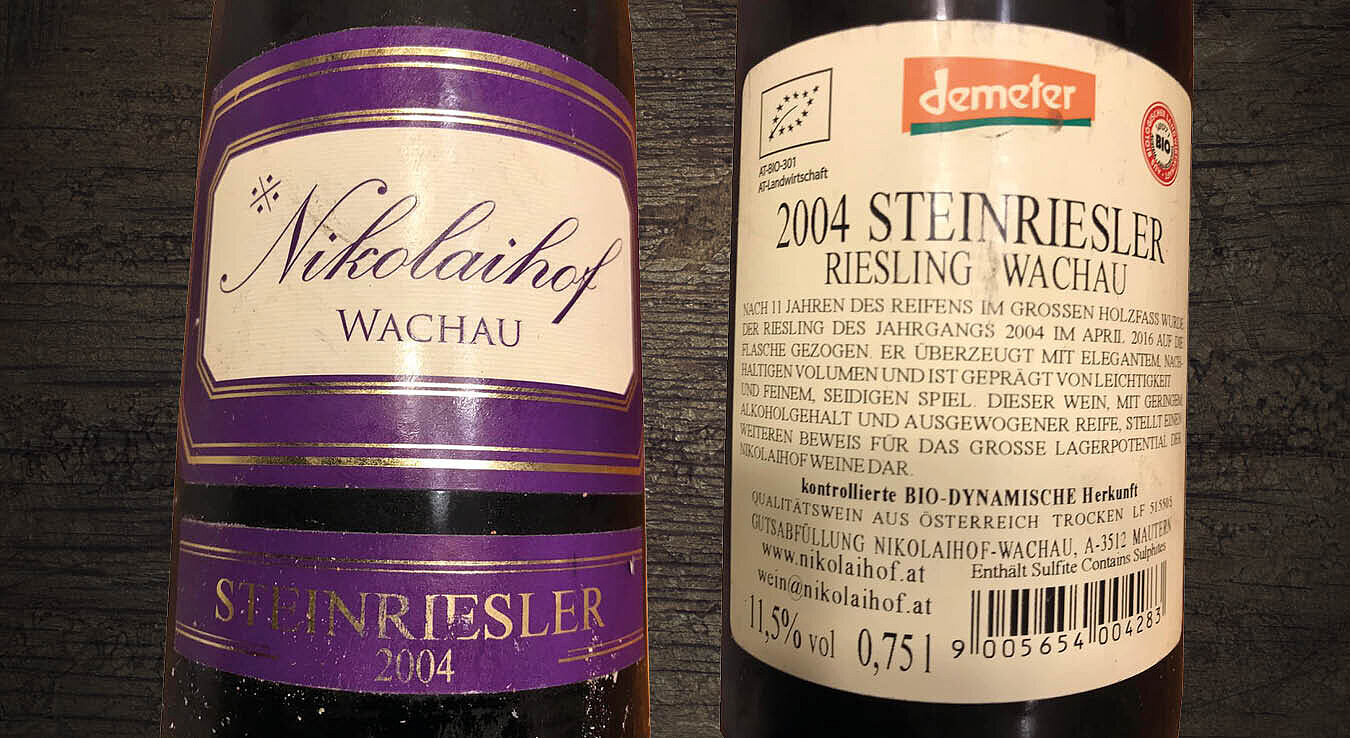 Nikolaihof
WACHAU
STEINRIESLER
2004
demeter
BIO
AT-BIO-301
AT-Landwirtschaft
2004 STEINRIESLER
RIESLING WACHAU
NACH 11 JAHREN DES REIFENS IM GROSSEN HOLZFASS WURDE
DER RIESLING DES JAHRGANGS 2004 IM APRIL 2016 AUF DIE
FLASCHE GEZOGEN. ER ÜBERZEUGT MIT ELEGANTEM, NACH-
HALTIGEN VOLUMEN UND IST GEPRÄGT VON LEICHTIGKEIT
UND FEINEM, SEIDIGEN SPIEL. DIESER WEIN, MIT GERINGEM
ALKOHOLGEHALT UND AUSGEWOGENER REIFE, STELLT EINEN
WEITEREN BEWEIS FÜR DAS GROSSE LAGERPOTENTIAL DER
NIKOLAIHOF WEINE DAR.
kontrollierte BIO-DYNAMISCHE Herkunft
QUALITÄTSWEIN AUS ÖSTERREICH TROCKEN LF
GUTSABFÜLLUNG NIKOLAIHOF-WACHAU, A-3512 MAUTERN
www.nikolaihof.at
Enthält Sulfite Contains Sulphites
wein@nikolaihof.at
11,5% vol 0,75 l
9 005654 004283